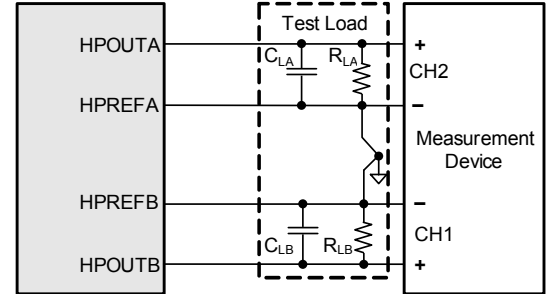 Test Load
HPOUTA
C_LA
R_LA
+
CH2
HPREFA
−
Measurement
Device
HPREFB
−
C_LB
R_LB
CH1
HPOUTB
+